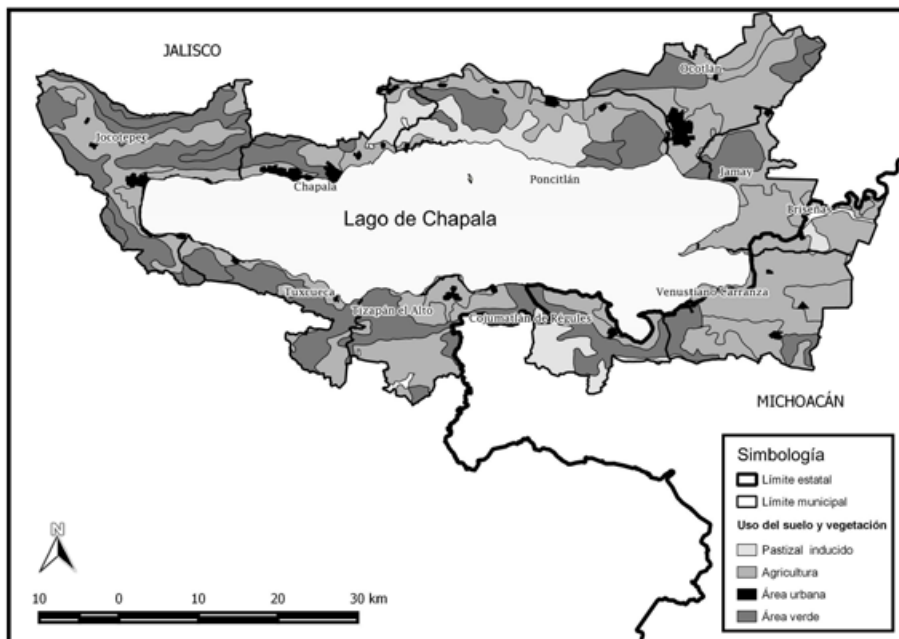 JALISCO
Ocotlán
Jocotepec
Jamay
Chapala
Poncitlán
Briseñas
Lago de Chapala
Tuxcueca
Venustiano Carranza
Tizapán el Alto
Cojumatlán de Régules
MICHOACÁN
Simbología
Límite estatal
Límite municipal
Uso del suelo y vegetación
Pastizal inducido
Agricultura
Área urbana
Área verde
N
10 0 10 20 30 km